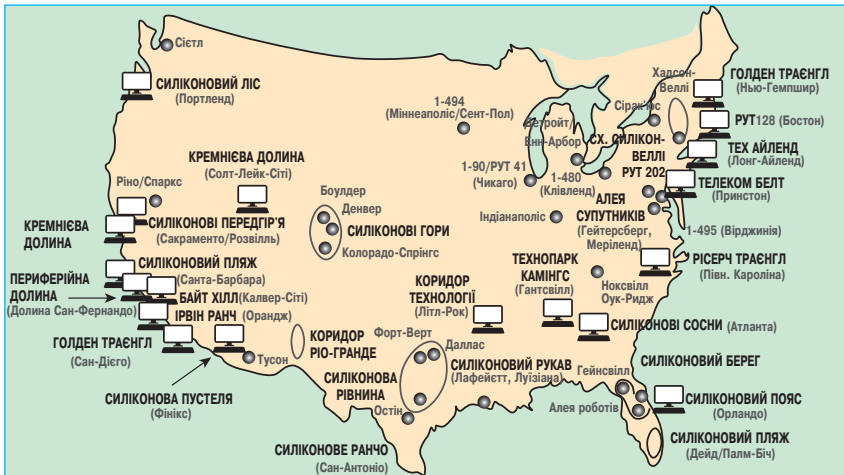 Сієтл
СИЛІКОНОВИЙ ЛІС
(Портленд)
1-494
(Міннеаполіс/Сент-Пол)
Хадсон-
Веллі
ГОЛДЕН ТРАЄНГЛ
(Нью-Гемпшир)
Сірак'юс
РУТ128 (Бостон)
Детройт/
Енн-Арбор
СХ. СИЛІКОН-
ВЕЛЛІ
РУТ 202
ТЕХ АЙЛЕНД
(Лонг-Айленд)
КРЕМНІЄВА ДОЛИНА
(Солт-Лейк-Сіті)
1-90/РУТ 41
(Чикаго)
1-480
(Клівленд)
ТЕЛЕКОМ БЕЛТ
(Принстон)
Ріно/Спаркс
Боулдер
Денвер
СИЛІКОНОВІ ГОРИ
Колорадо-Спрінгс
Індіанаполіс
АЛЕЯ
СУПУТНИКІВ
(Гейтерсберг,
Меріленд)
1-495 (Вірджинія)
КРЕМНІЄВА
ДОЛИНА
СИЛІКОНОВІ ПЕРЕДГІР'Я
(Сакраменто/Розвілль)
СИЛІКОНОВИЙ ПЛЯЖ
(Санта-Барбара)
ПЕРИФЕРІЙНА
ДОЛИНА
(Долина Сан-Фернандо)
БАЙТ ХІЛЛ(Калвер-Сіті)
ІРВІН РАНЧ (Орандж)
ГОЛДЕН ТРАЄНГЛ
(Сан-Дієго)
КОРИДОР
ТЕХНОЛОГІЇ
(Літл-Рок)
ТЕХНОПАРК
КАМІНГС
(Гантсвілл)
РІСЕРЧ ТРАЄНГЛ
(Півн. Кароліна)
Ноксвілл
Оук-Ридж
СИЛІКОНОВІ СОСНИ (Атланта)
Тусон
КОРИДОР
РІО-ГРАНДЕ
Форт-Верт
Даллас
СИЛІКОНОВА ПУСТЕЛЯ
(Фінікс)
СИЛІКОНОВА
РІВНИНА
Остін
СИЛІКОНОВИЙ РУКАВ
(Лафейєтт, Луїзіана)
СИЛІКОНОВИЙ БЕРЕГ
Гейнсвілл
СИЛІКОНОВИЙ ПОЯС
(Орландо)
Алея роботів
СИЛІКОНОВЕ РАНЧО
(Сан-Антоніо)
СИЛІКОНОВИЙ ПЛЯЖ
(Дейд/Палм-Біч)